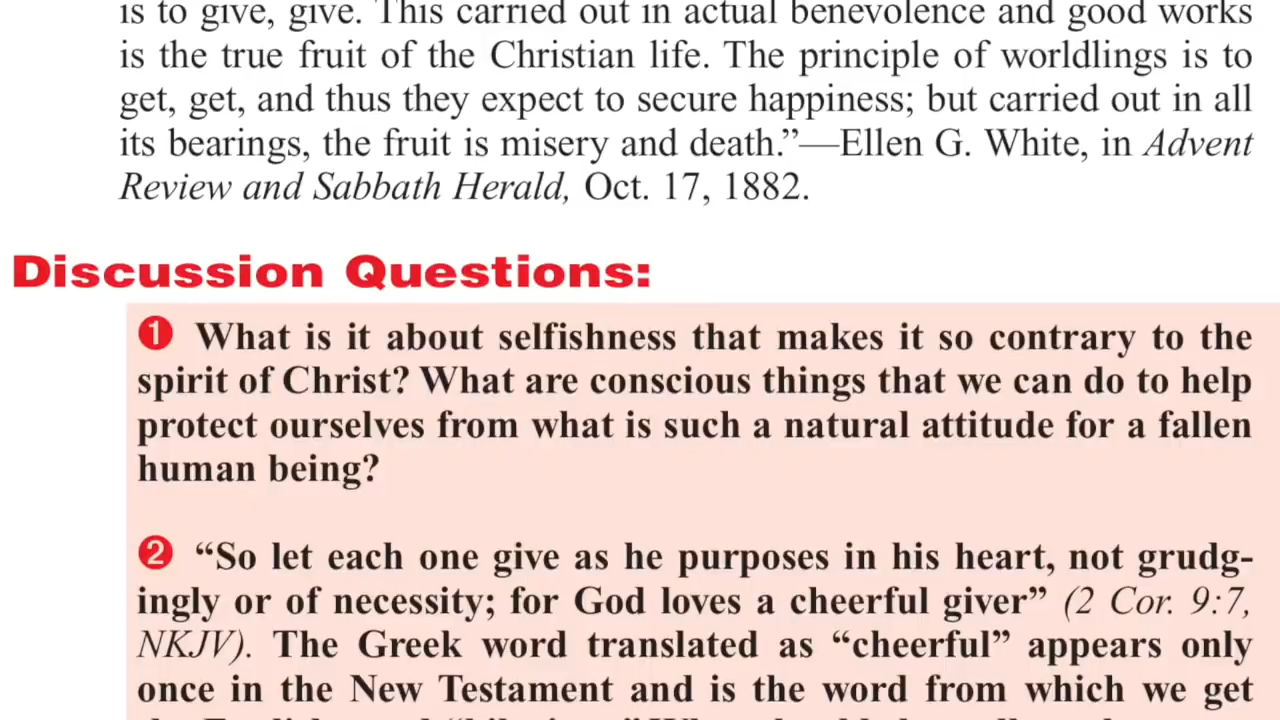 is to give, give. This carried out in actual benevolence and good works
is the true fruit of the Christian life. The principle of worldlings is to
get, get, and thus they expect to secure happiness; but carried out in all
its bearings, the fruit is misery and death.”—Ellen G. White, in Advent
Review and Sabbath Herald, Oct. 17, 1882.
Discussion Questions:
1 What is it about selfishness that makes it so contrary to the
spirit of Christ? What are conscious things that we can do to help
protect ourselves from what is such a natural attitude for a fallen
human being?
2 “So let each one give as he purposes in his heart, not grudg-
ingly or of necessity; for God loves a cheerful giver” (2 Cor. 9:7,
NKJV). The Greek word translated as “cheerful” appears only
once in the New Testament and is the word from which we get